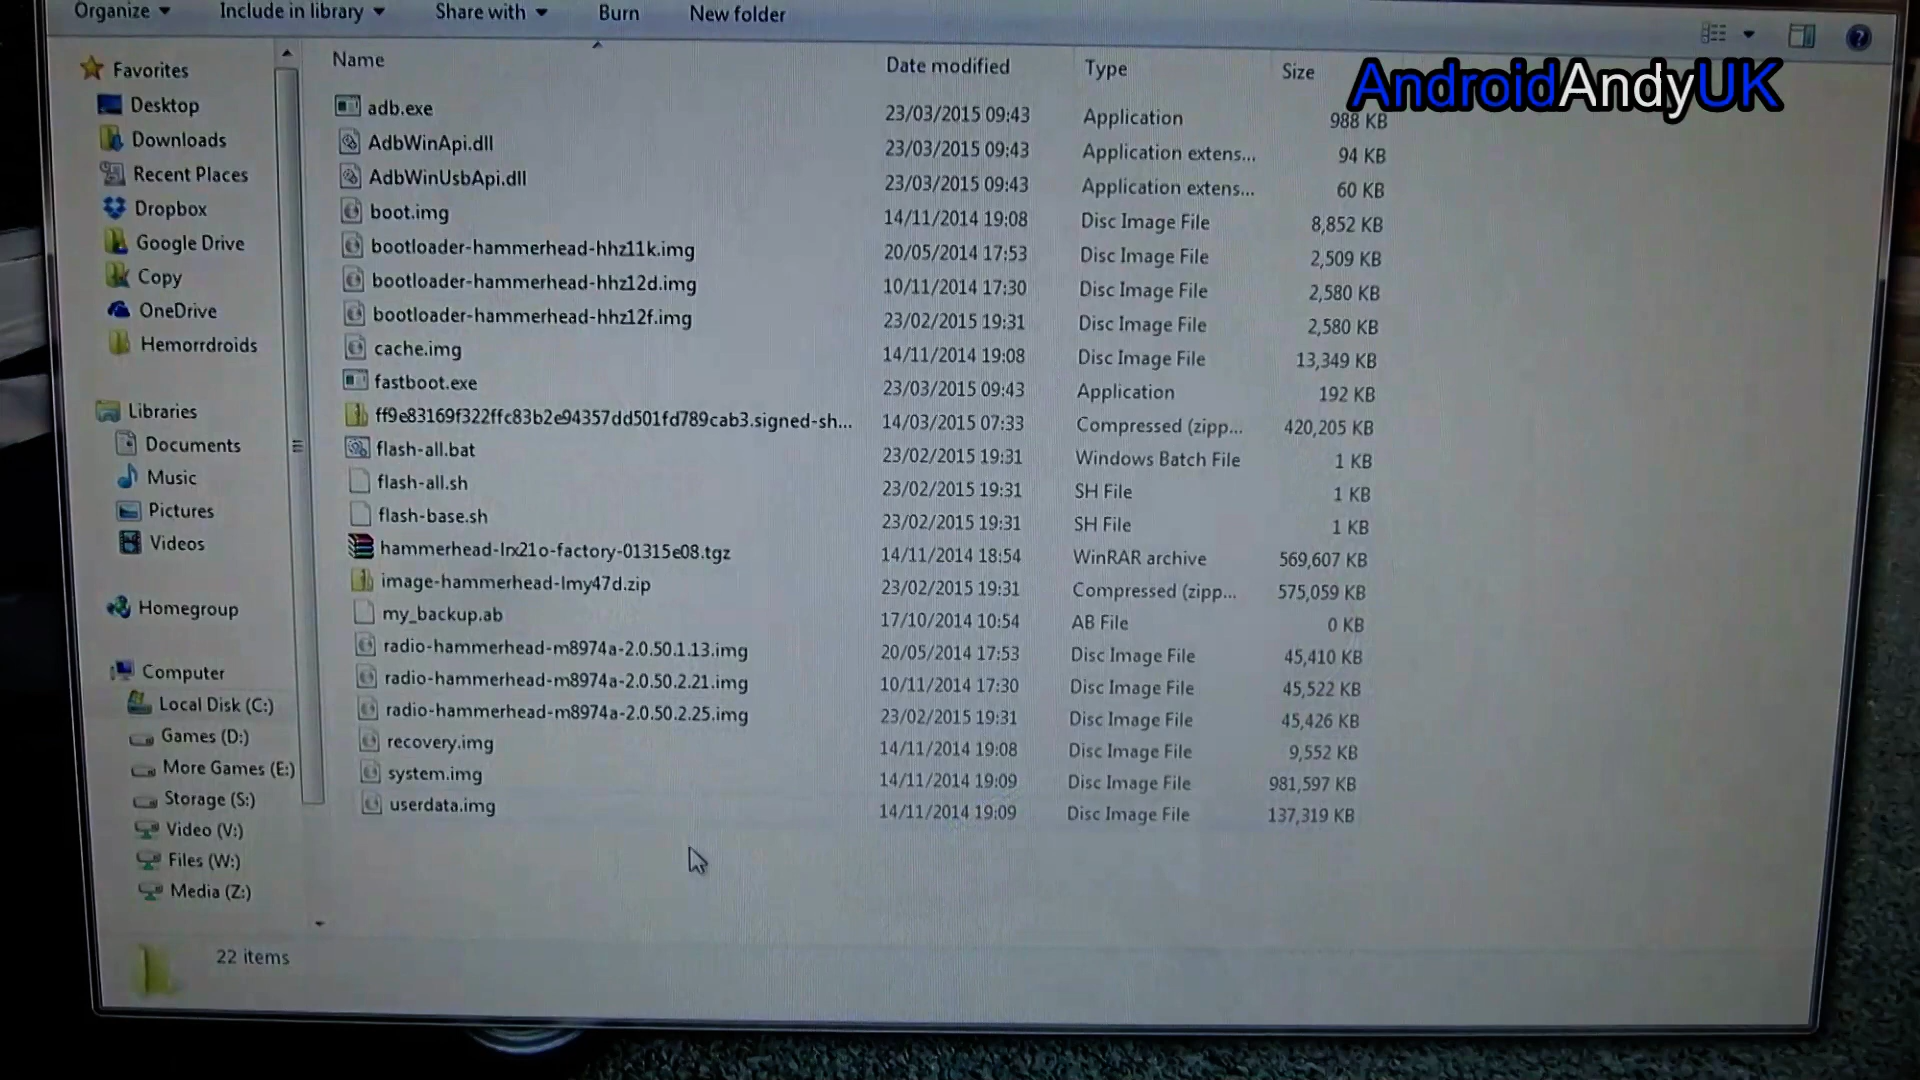 Organize Include in library Share with Burn New folder
AndroidAndyUK
Name Date modified Type Size
Favorites
Desktop
Downloads
Recent Places
Dropbox
Google Drive
Copy
OneDrive
Hemorrdroids
Libraries
Documents
Music
Pictures
Videos
Homegroup
Computer
Local Disk (C:)
Games (D:)
More Games (E:)
Storage (S:)
Video (V:)
Files (W:)
Media (Z:)
adb.exe 23/03/2015 09:43 Application 988 KB
AdbWinApi.dll 23/03/2015 09:43 Application extens... 94 KB
AdbWinUsbApi.dll 23/03/2015 09:43 Application extens... 60 KB
boot.img 14/11/2014 19:08 Disc Image File 8,852 KB
bootloader-hammerhead-hhz11k.img 20/05/2014 17:53 Disc Image File 2,509 KB
bootloader-hammerhead-hhz12d.img 10/11/2014 17:30 Disc Image File 2,580 KB
bootloader-hammerhead-hhz12f.img 23/02/2015 19:31 Disc Image File 2,580 KB
cache.img 14/11/2014 19:08 Disc Image File 13,349 KB
fastboot.exe 23/03/2015 09:43 Application 192 KB
ff9e83169f322ffc83b2e94357dd501fd789cab3.signed-sh... 14/03/2015 07:33 Compressed (zipp... 420,205 KB
flash-all.bat 23/02/2015 19:31 Windows Batch File 1 KB
flash-all.sh 23/02/2015 19:31 SH File 1 KB
flash-base.sh 23/02/2015 19:31 SH File 1 KB
hammerhead-lrx21o-factory-01315e08.tgz 14/11/2014 18:54 WinRAR archive 569,607 KB
image-hammerhead-lmy47d.zip 23/02/2015 19:31 Compressed (zipp... 575,059 KB
my_backup.ab 17/10/2014 10:54 AB File 0 KB
radio-hammerhead-m8974a-2.0.50.1.13.img 20/05/2014 17:53 Disc Image File 45,410 KB
radio-hammerhead-m8974a-2.0.50.2.21.img 10/11/2014 17:30 Disc Image File 45,522 KB
radio-hammerhead-m8974a-2.0.50.2.25.img 23/02/2015 19:31 Disc Image File 45,426 KB
recovery.img 14/11/2014 19:08 Disc Image File 9,552 KB
system.img 14/11/2014 19:09 Disc Image File 981,597 KB
userdata.img 14/11/2014 19:09 Disc Image File 137,319 KB
22 items